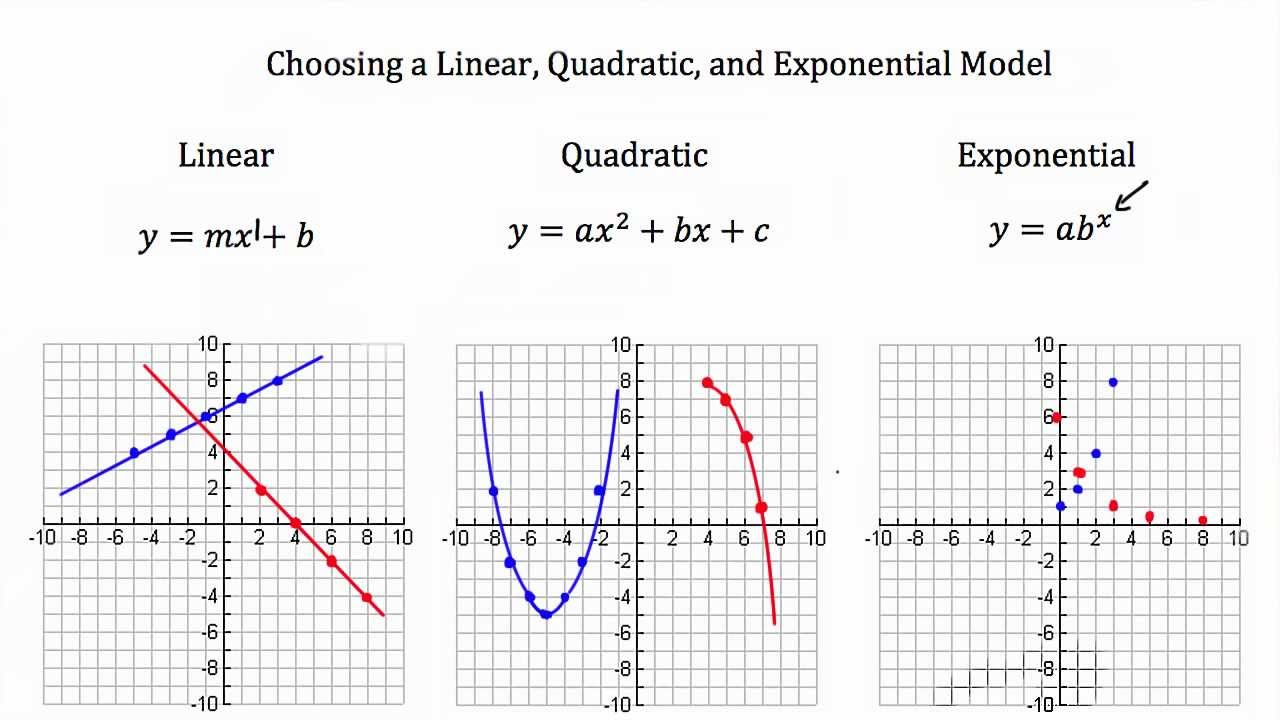 Choosing a Linear, Quadratic, and Exponential Model
Linear
Quadratic
Exponential
y = mx + b
y = ax² + bx + c
y = abˣ
10 10 10
8 8 8
6 6 6
4 4 4
2 2 2
-10 -8 -6 -4 -2 2 4 6 8 10 -10 -8 -6 -4 -2 2 4 6 8 10 -10 -8 -6 -4 -2 2 4 6 8 10
-2 -2 -2
-4 -4 -4
-6 -6 -6
-8 -8 -8
-10 -10 -10